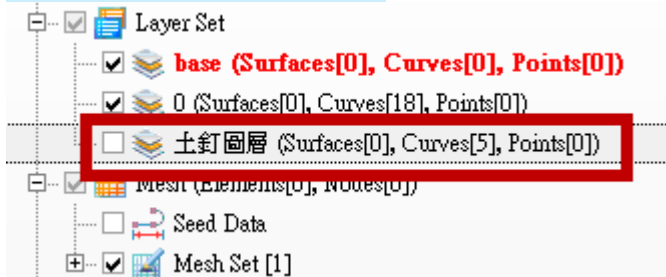 Layer Set
base (Surfaces[0], Curves[0], Points[0])
0 (Surfaces[0], Curves[18], Points[0])
土釘圖層 (Surfaces[0], Curves[5], Points[0])
Mesh (Elements[0], Nodes[0])
Seed Data
Mesh Set [1]